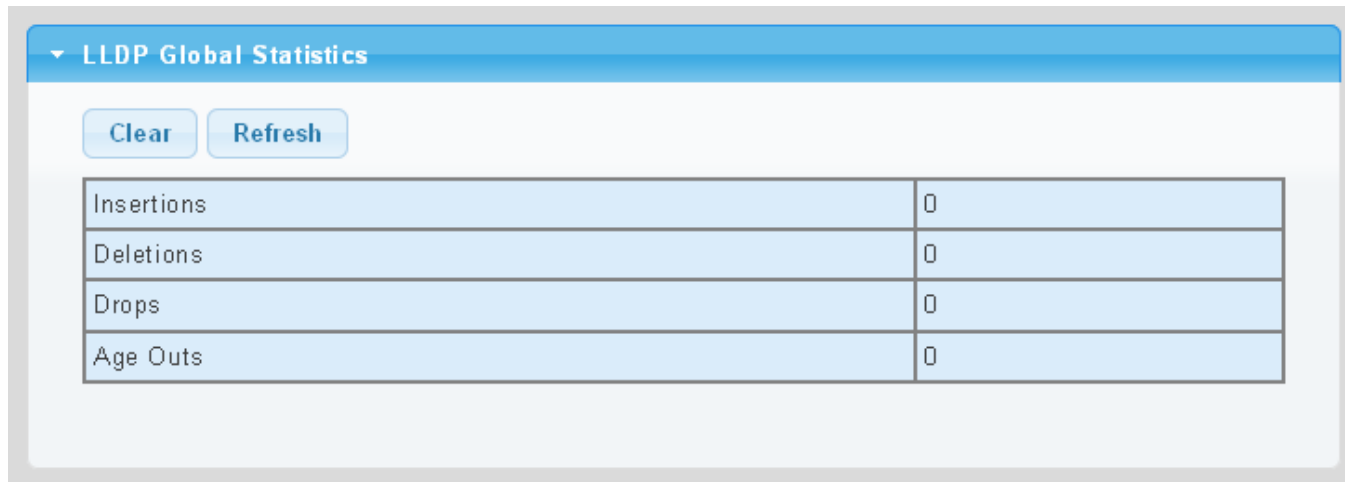 LLDP Global Statistics
Clear Refresh
Insertions 0
Deletions 0
Drops 0
Age Outs 0